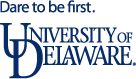 Dare to be first.
UNIVERSITY OF
DELAWARE.